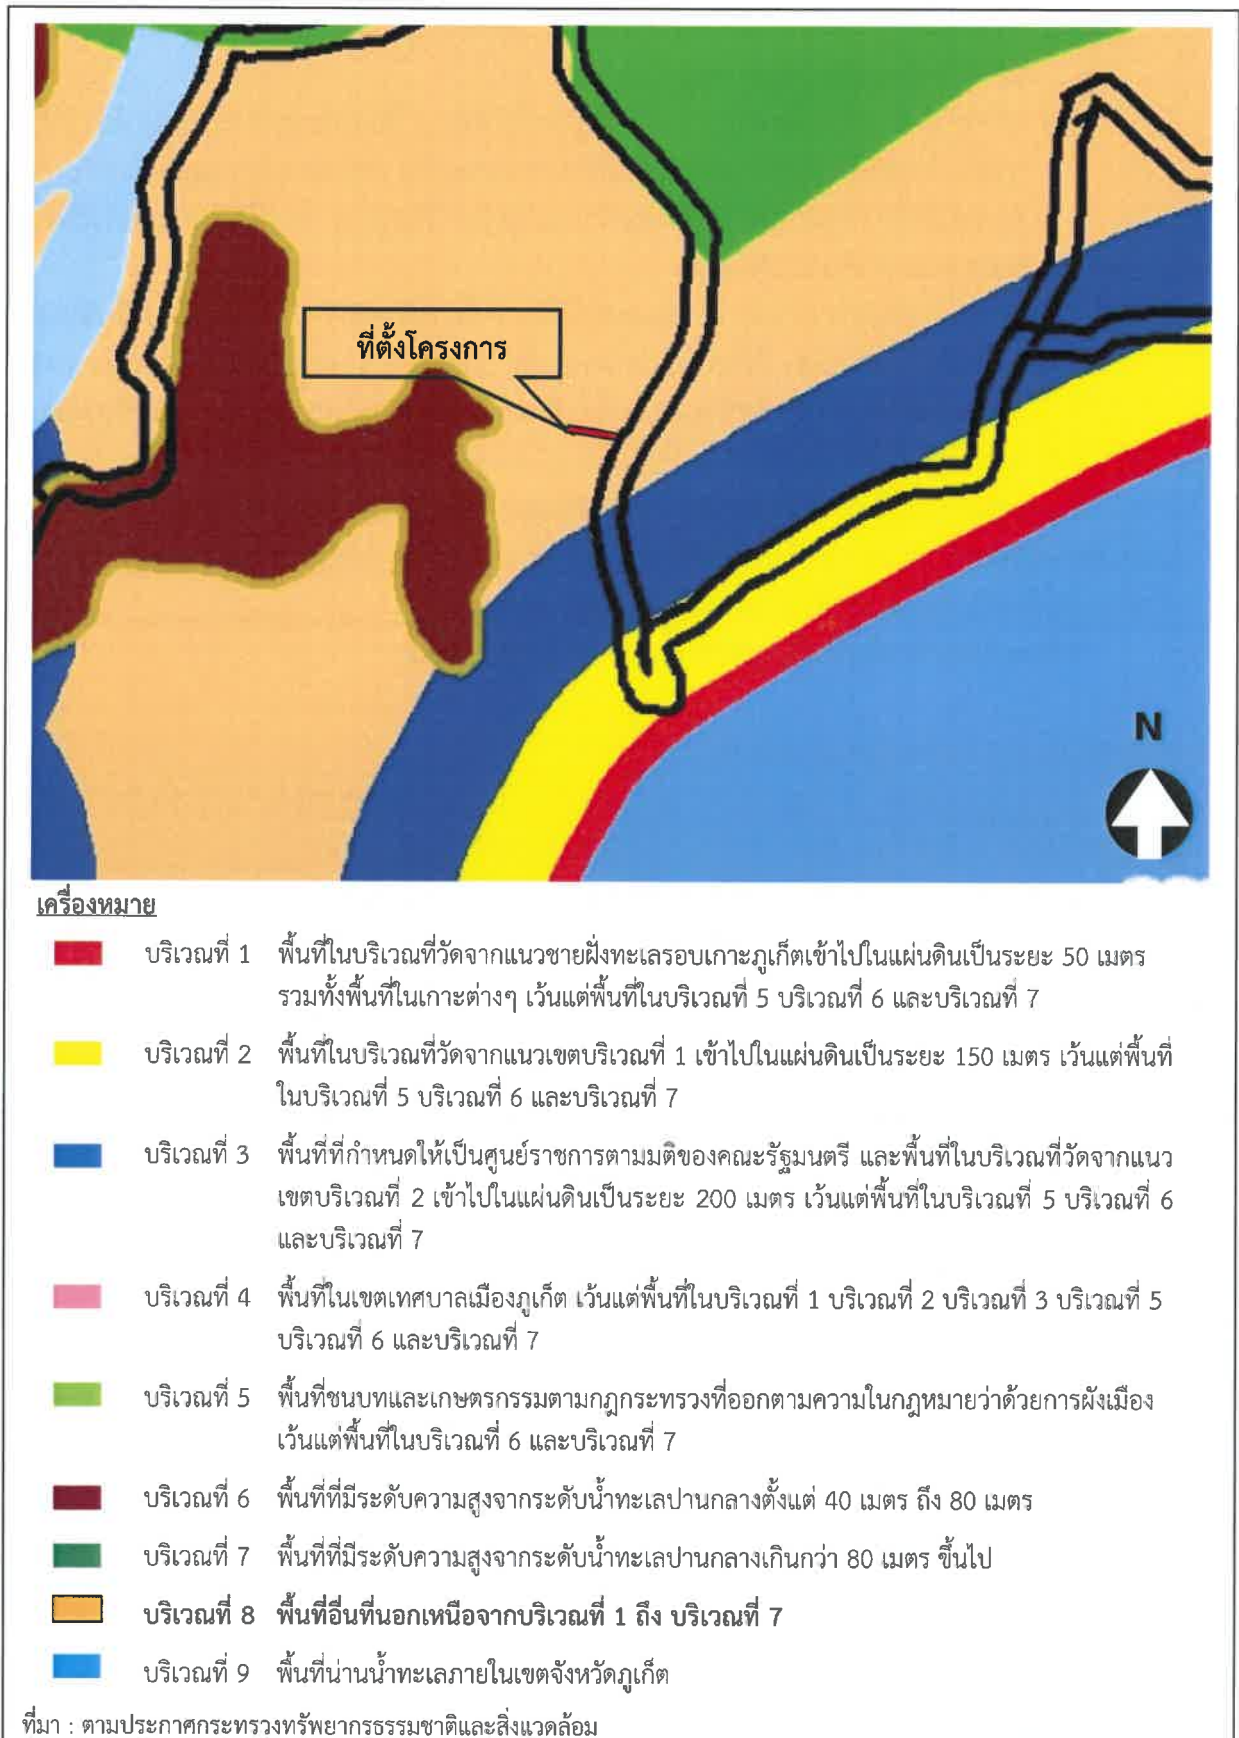 ที่ตั้งโครงการ
N
เครื่องหมาย
บริเวณที่ 1 พื้นที่ในบริเวณที่วัดจากแนวชายฝั่งทะเลรอบเกาะภูเก็ตเข้าไปในแผ่นดินเป็นระยะ 50 เมตร
รวมทั้งพื้นที่ในเกาะต่างๆ เว้นแต่พื้นที่ในบริเวณที่ 5 บริเวณที่ 6 และบริเวณที่ 7
บริเวณที่ 2 พื้นที่ในบริเวณที่วัดจากแนวเขตบริเวณที่ 1 เข้าไปในแผ่นดินเป็นระยะ 150 เมตร เว้นแต่พื้นที่
ในบริเวณที่ 5 บริเวณที่ 6 และบริเวณที่ 7
บริเวณที่ 3 พื้นที่ที่กำหนดให้เป็นศูนย์ราชการตามมติของคณะรัฐมนตรี และพื้นที่ในบริเวณที่วัดจากแนว
เขตบริเวณที่ 2 เข้าไปในแผ่นดินเป็นระยะ 200 เมตร เว้นแต่พื้นที่ในบริเวณที่ 5 บริเวณที่ 6
และบริเวณที่ 7
บริเวณที่ 4 พื้นที่ในเขตเทศบาลเมืองภูเก็ต เว้นแต่พื้นที่ในบริเวณที่ 1 บริเวณที่ 2 บริเวณที่ 3 บริเวณที่ 5
บริเวณที่ 6 และบริเวณที่ 7
บริเวณที่ 5 พื้นที่ชนบทและเกษตรกรรมตามกฎกระทรวงที่ออกตามความในกฎหมายว่าด้วยการผังเมือง
เว้นแต่พื้นที่ในบริเวณที่ 6 และบริเวณที่ 7
บริเวณที่ 6 พื้นที่ที่มีระดับความสูงจากระดับน้ำทะเลปานกลางตั้งแต่ 40 เมตร ถึง 80 เมตร
บริเวณที่ 7 พื้นที่ที่มีระดับความสูงจากระดับน้ำทะเลปานกลางเกินกว่า 80 เมตร ขึ้นไป
บริเวณที่ 8 พื้นที่อื่นที่นอกเหนือจากบริเวณที่ 1 ถึง บริเวณที่ 7
บริเวณที่ 9 พื้นที่น่านน้ำทะเลภายในเขตจังหวัดภูเก็ต
ที่มา : ตามประกาศกระทรวงทรัพยากรธรรมชาติและสิ่งแวดล้อม